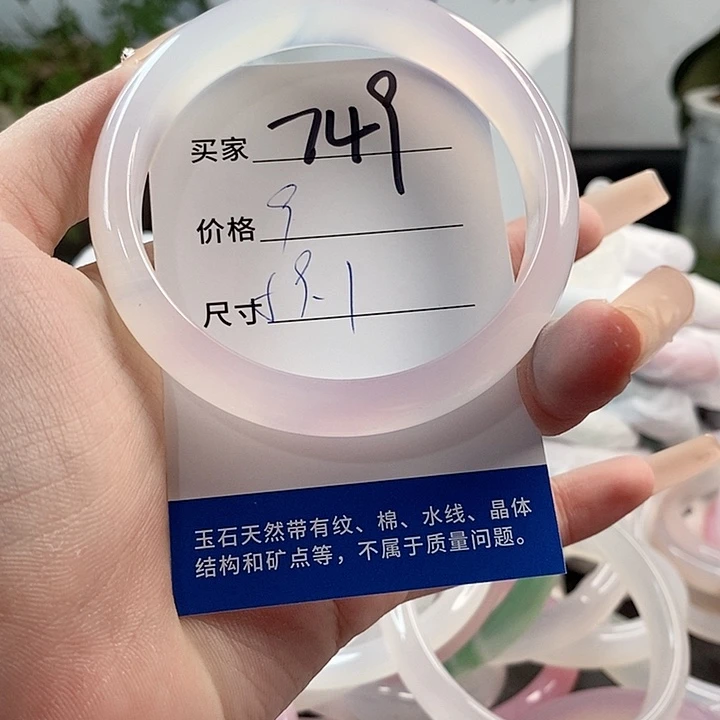 买家 749
价格 9
尺寸 59.1
玉石天然带有纹、棉、水线、晶体
结构和矿点等，不属于质量问题。